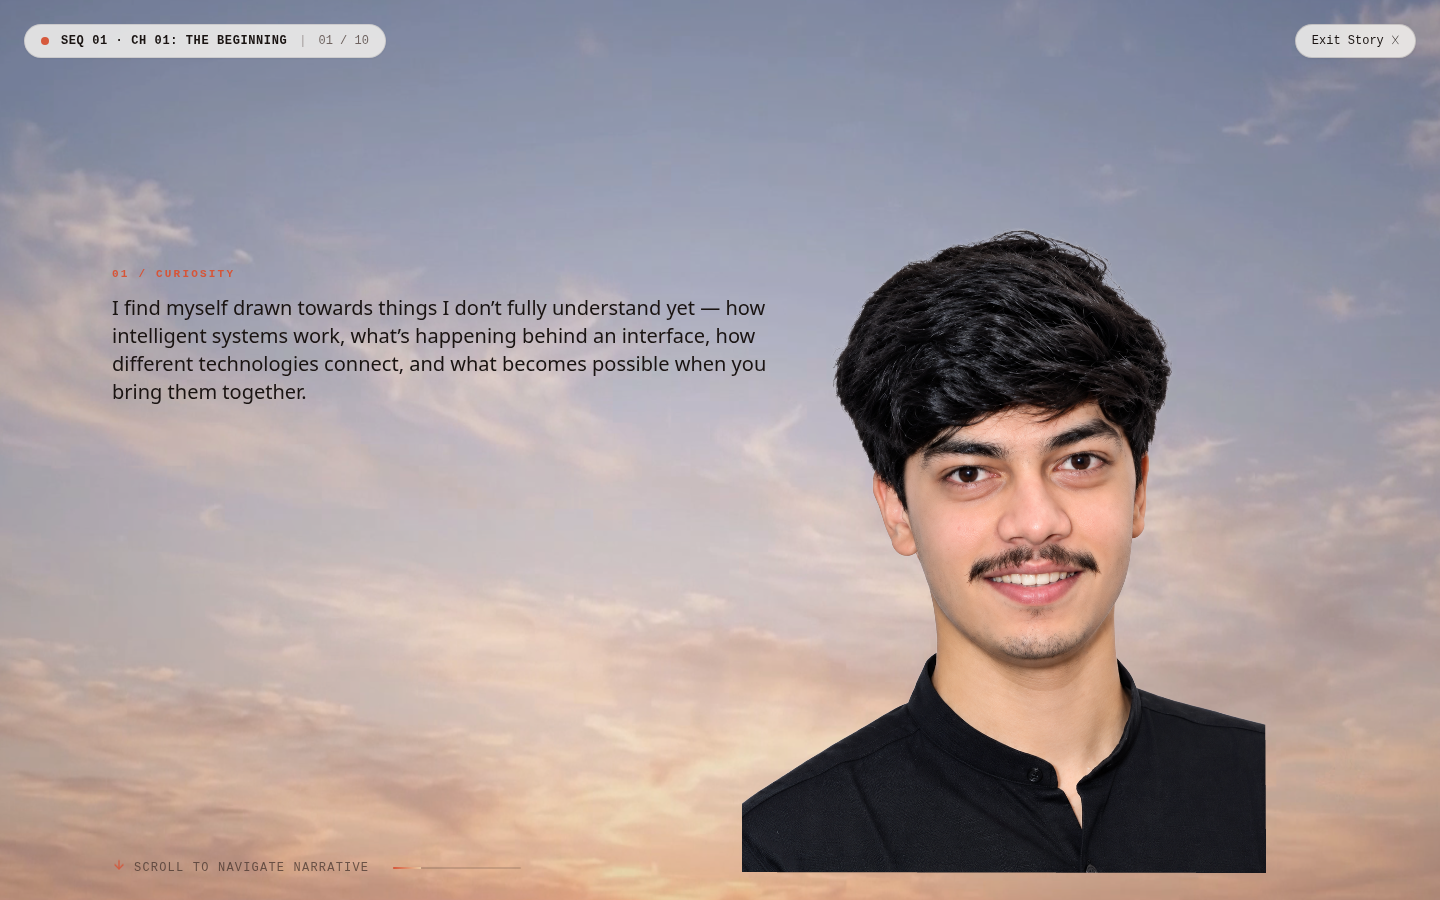 SEQ 01 · CH 01: THE BEGINNING | 01 / 10
Exit Story X
01 / CURIOSITY
I find myself drawn towards things I don’t fully understand yet — how
intelligent systems work, what’s happening behind an interface, how
different technologies connect, and what becomes possible when you
bring them together.
↓ SCROLL TO NAVIGATE NARRATIVE